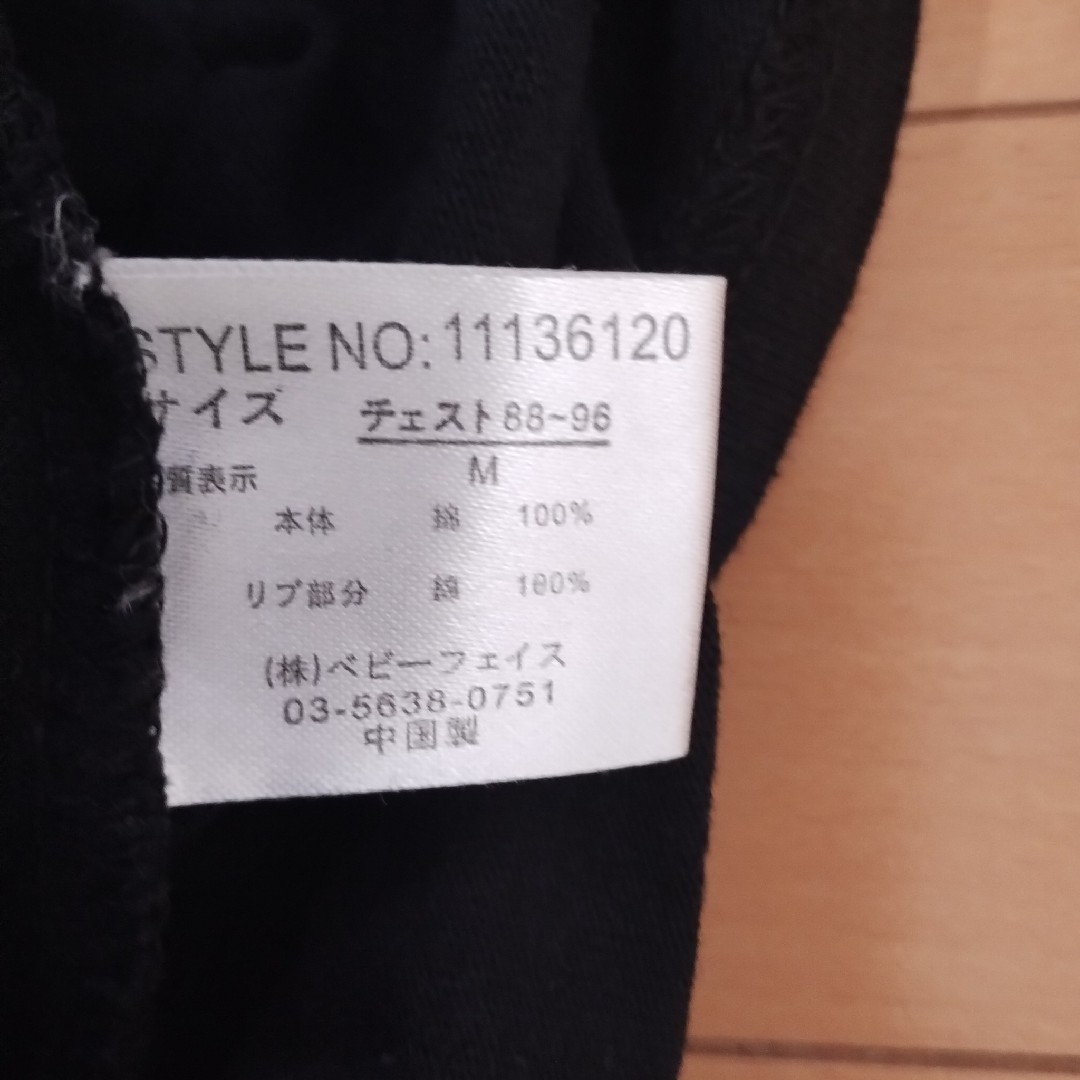 STYLE NO: 11136120
サイズ チェスト 88~96
質表示 M
本体 綿 100%
リブ部分 綿 100%
(株)ベビーフェイス
03-5638-0751
中国製